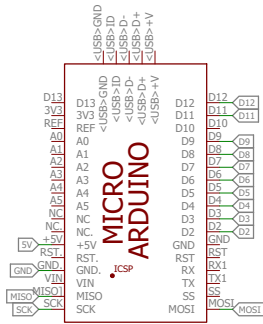 <USB>GND
<USB>ID
<USB>D-
<USB>D+
<USB>+V
<USB>GND
<USB>ID
<USB>D-
<USB>D+
<USB>+V
D13 D13 D12 D12 D12
3V3 3V3 D11 D11 D11
REF REF D10 D10
A0 A0 D9 D9 D9
A1 A1 D8 D8 D8
A2 A2 D7 D7 D7
A3 A3 D6 D6 D6
A4 A4 D5 D5 D5
A5 A5 D4 D4 D4
NC NC. D3 D3 D3
NC. NC. D2 D2 D2
5V +5V +5V GND GND
RST. RST. RST RST
GND GND. GND. RX RX1
VIN VIN TX TX1
MISO MISO1 MISO SS SS
SCK SCK SCK MOSI MOSI MOSI
MICRO
ARDUINO
ICSP